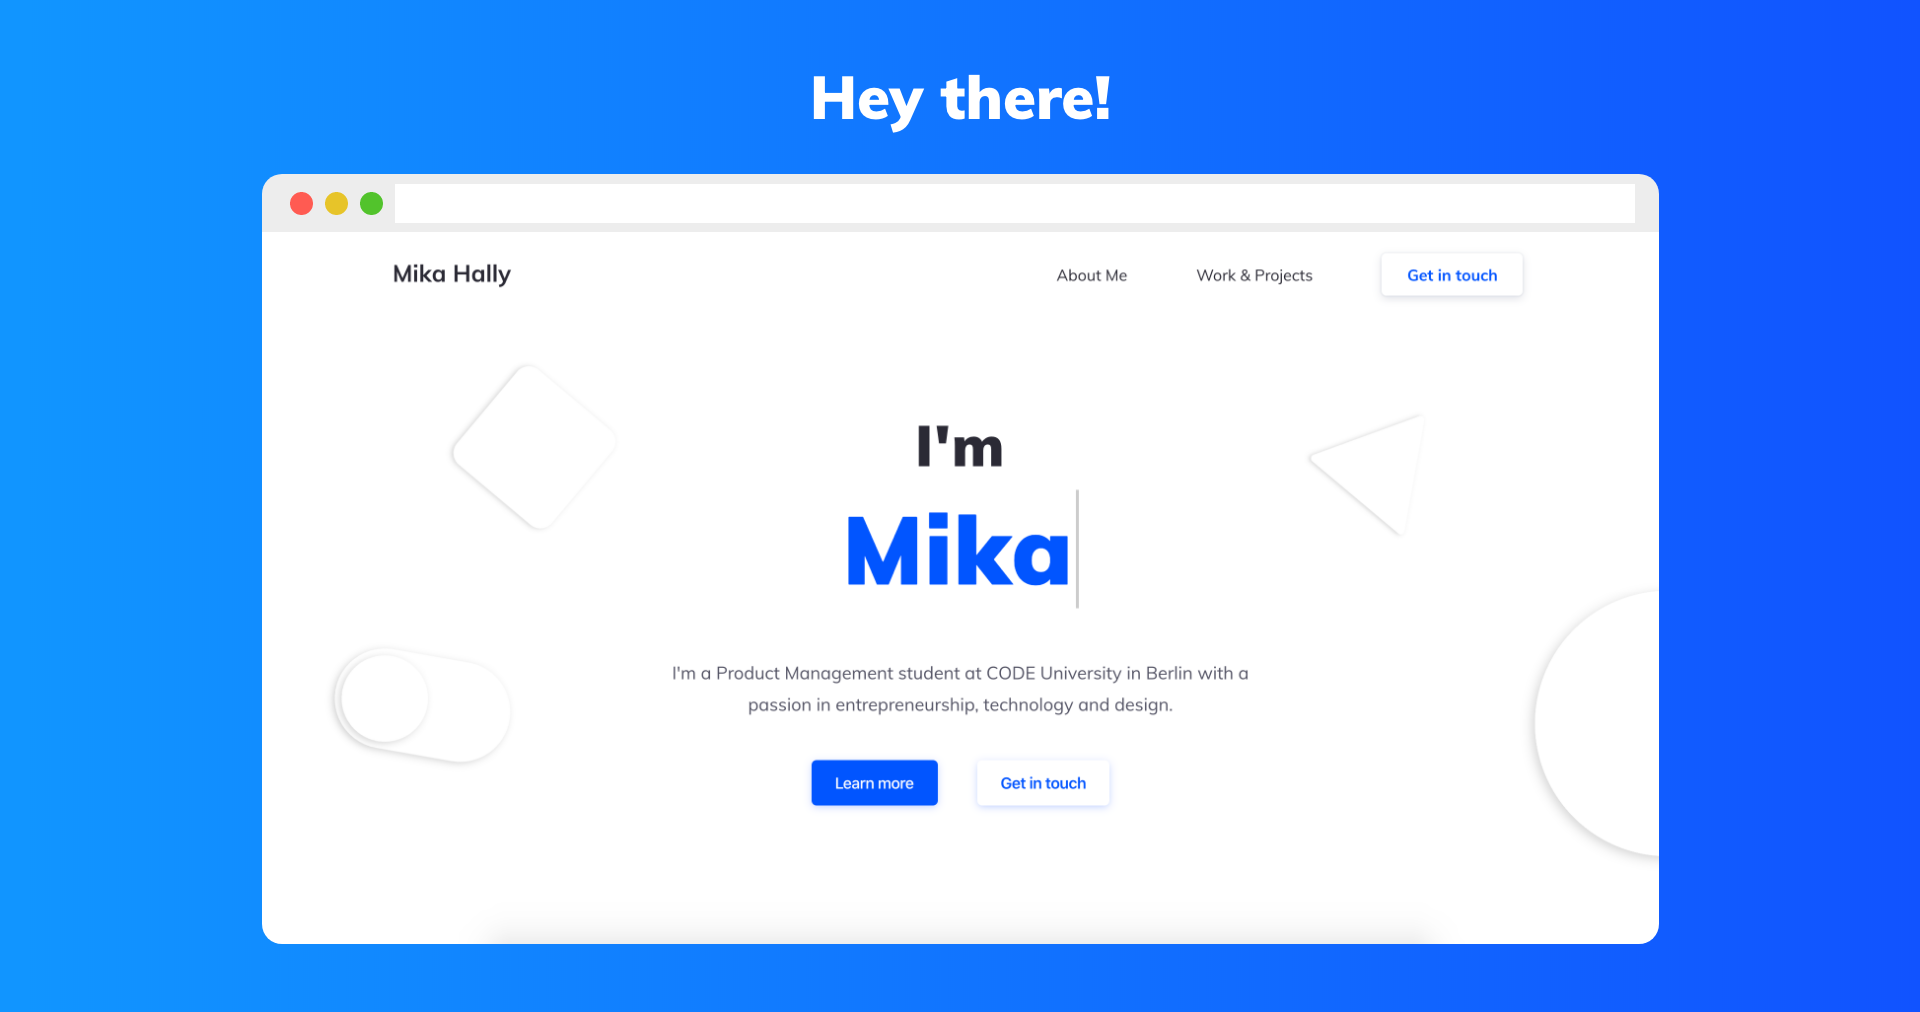 Hey there!
Mika Hally
About Me
Work & Projects
Get in touch
I'm
Mika
I'm a Product Management student at CODE University in Berlin with a
passion in entrepreneurship, technology and design.
Learn more
Get in touch